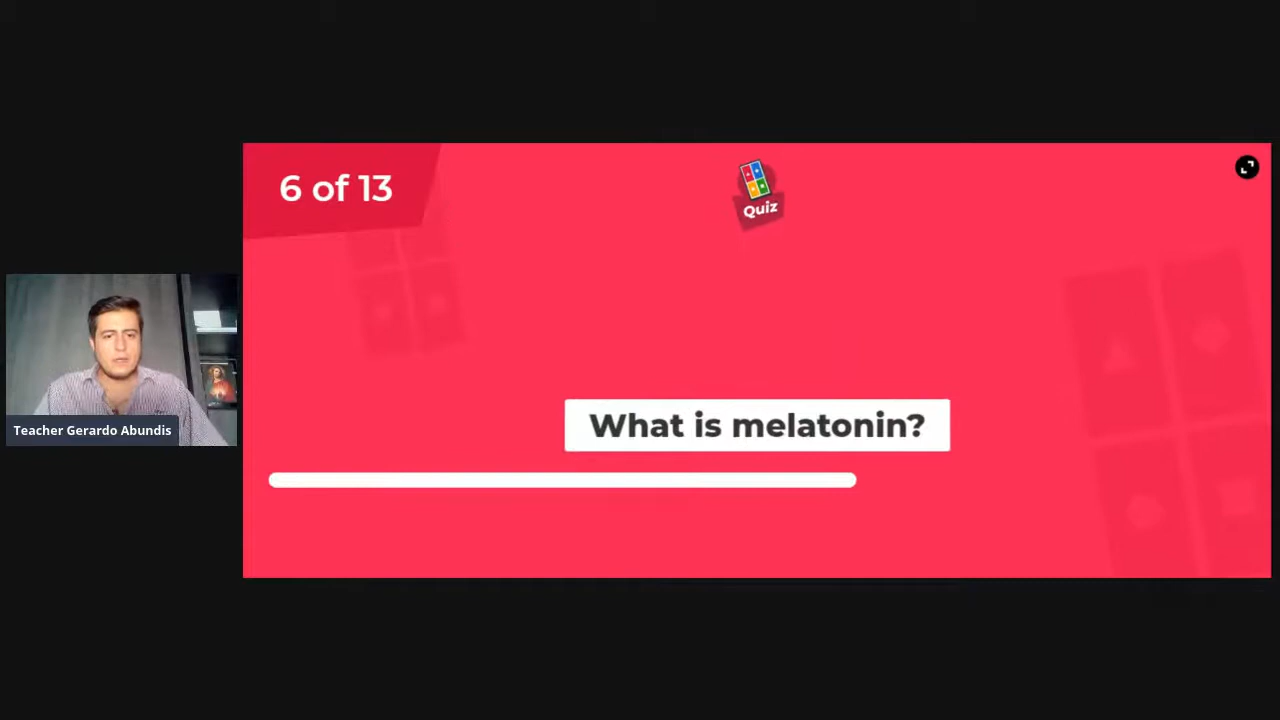 6 of 13
Quiz
What is melatonin?
Teacher Gerardo Abundis